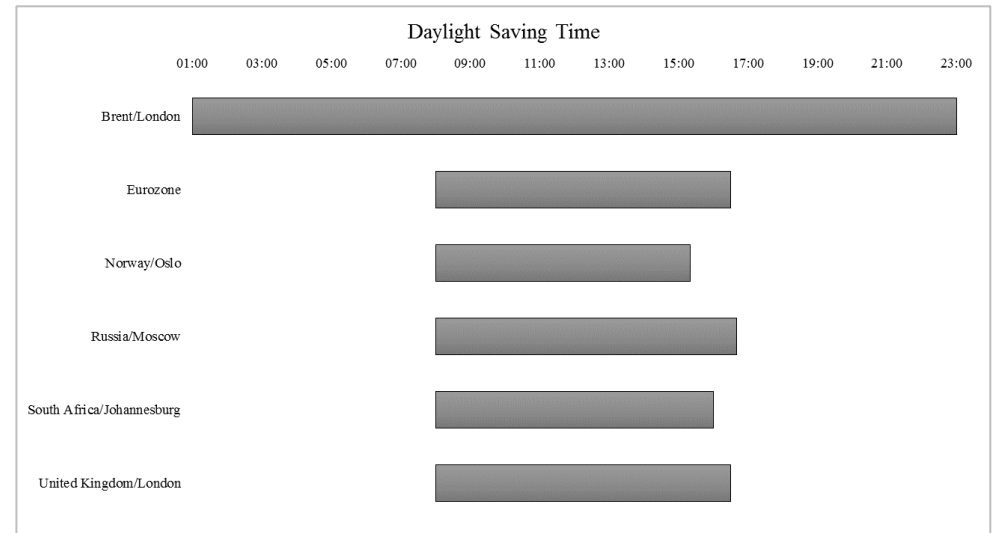 Daylight Saving Time
01:00 03:00 05:00 07:00 09:00 11:00 13:00 15:00 17:00 19:00 21:00 23:00
Brent/London
Eurozone
Norway/Oslo
Russia/Moscow
South Africa/Johannesburg
United Kingdom/London